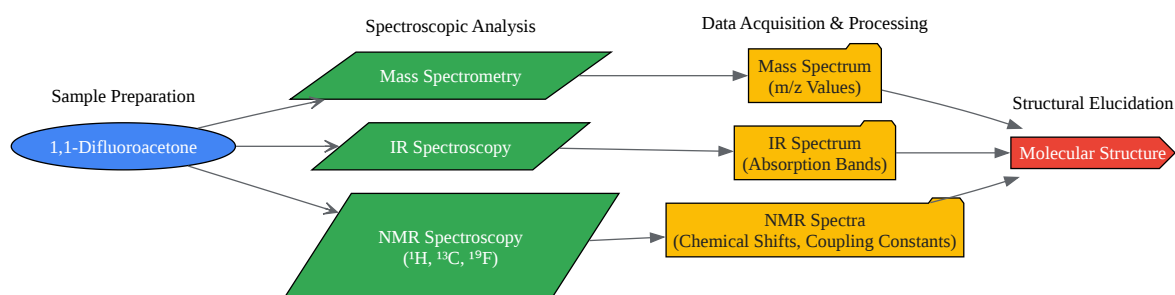 Sample Preparation
1,1-Difluoroacetone
Spectroscopic Analysis
Mass Spectrometry
IR Spectroscopy
NMR Spectroscopy
(¹H, ¹³C, ¹⁹F)
Data Acquisition & Processing
Mass Spectrum
(m/z Values)
IR Spectrum
(Absorption Bands)
NMR Spectra
(Chemical Shifts, Coupling Constants)
Structural Elucidation
Molecular Structure